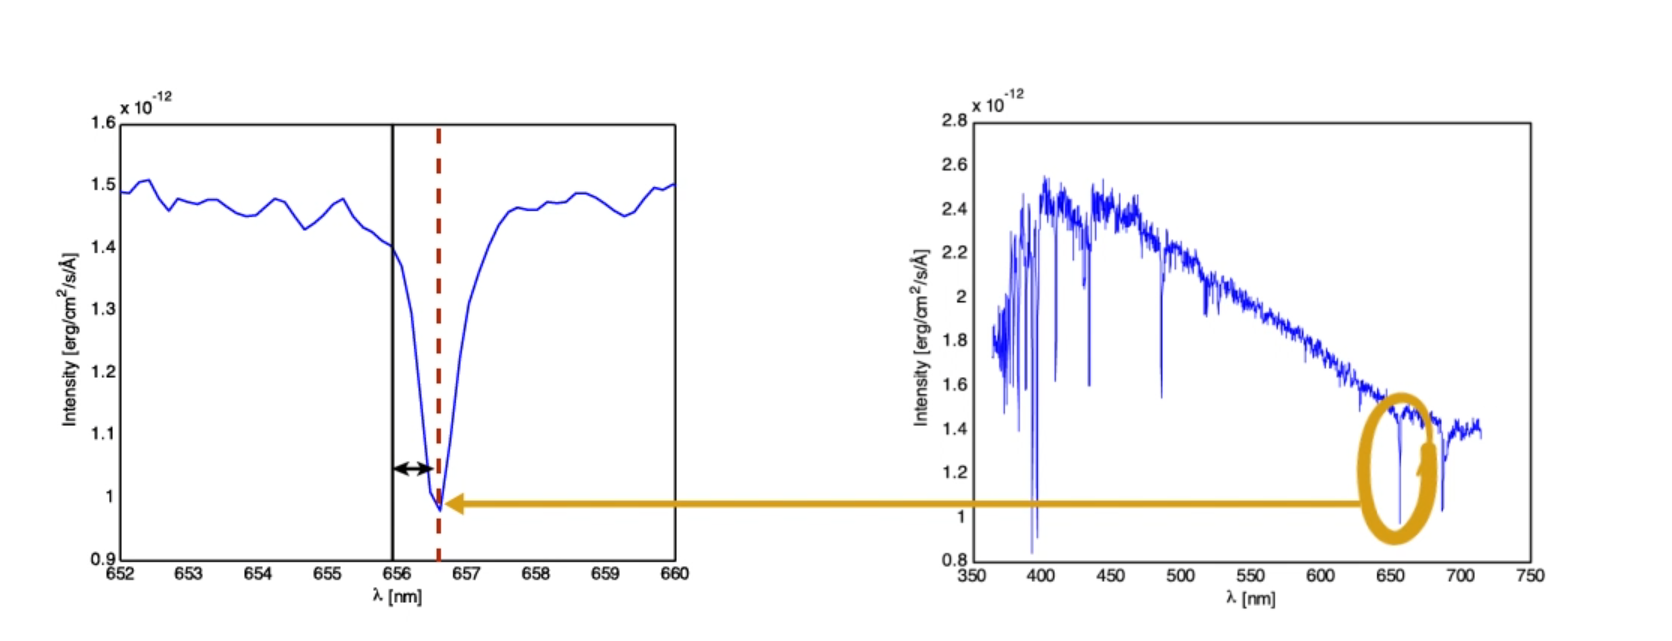 x 10-12
1.6
1.5
1.4
1.3
1.2
1.1
1
0.9
Intensity [erg/cm2/s/Å]
652 653 654 655 656 657 658 659 660
λ [nm]
x 10-12
2.8
2.6
2.4
2.2
2
1.8
1.6
1.4
1.2
1
0.8
Intensity [erg/cm2/s/Å]
350 400 450 500 550 600 650 700 750
λ [nm]